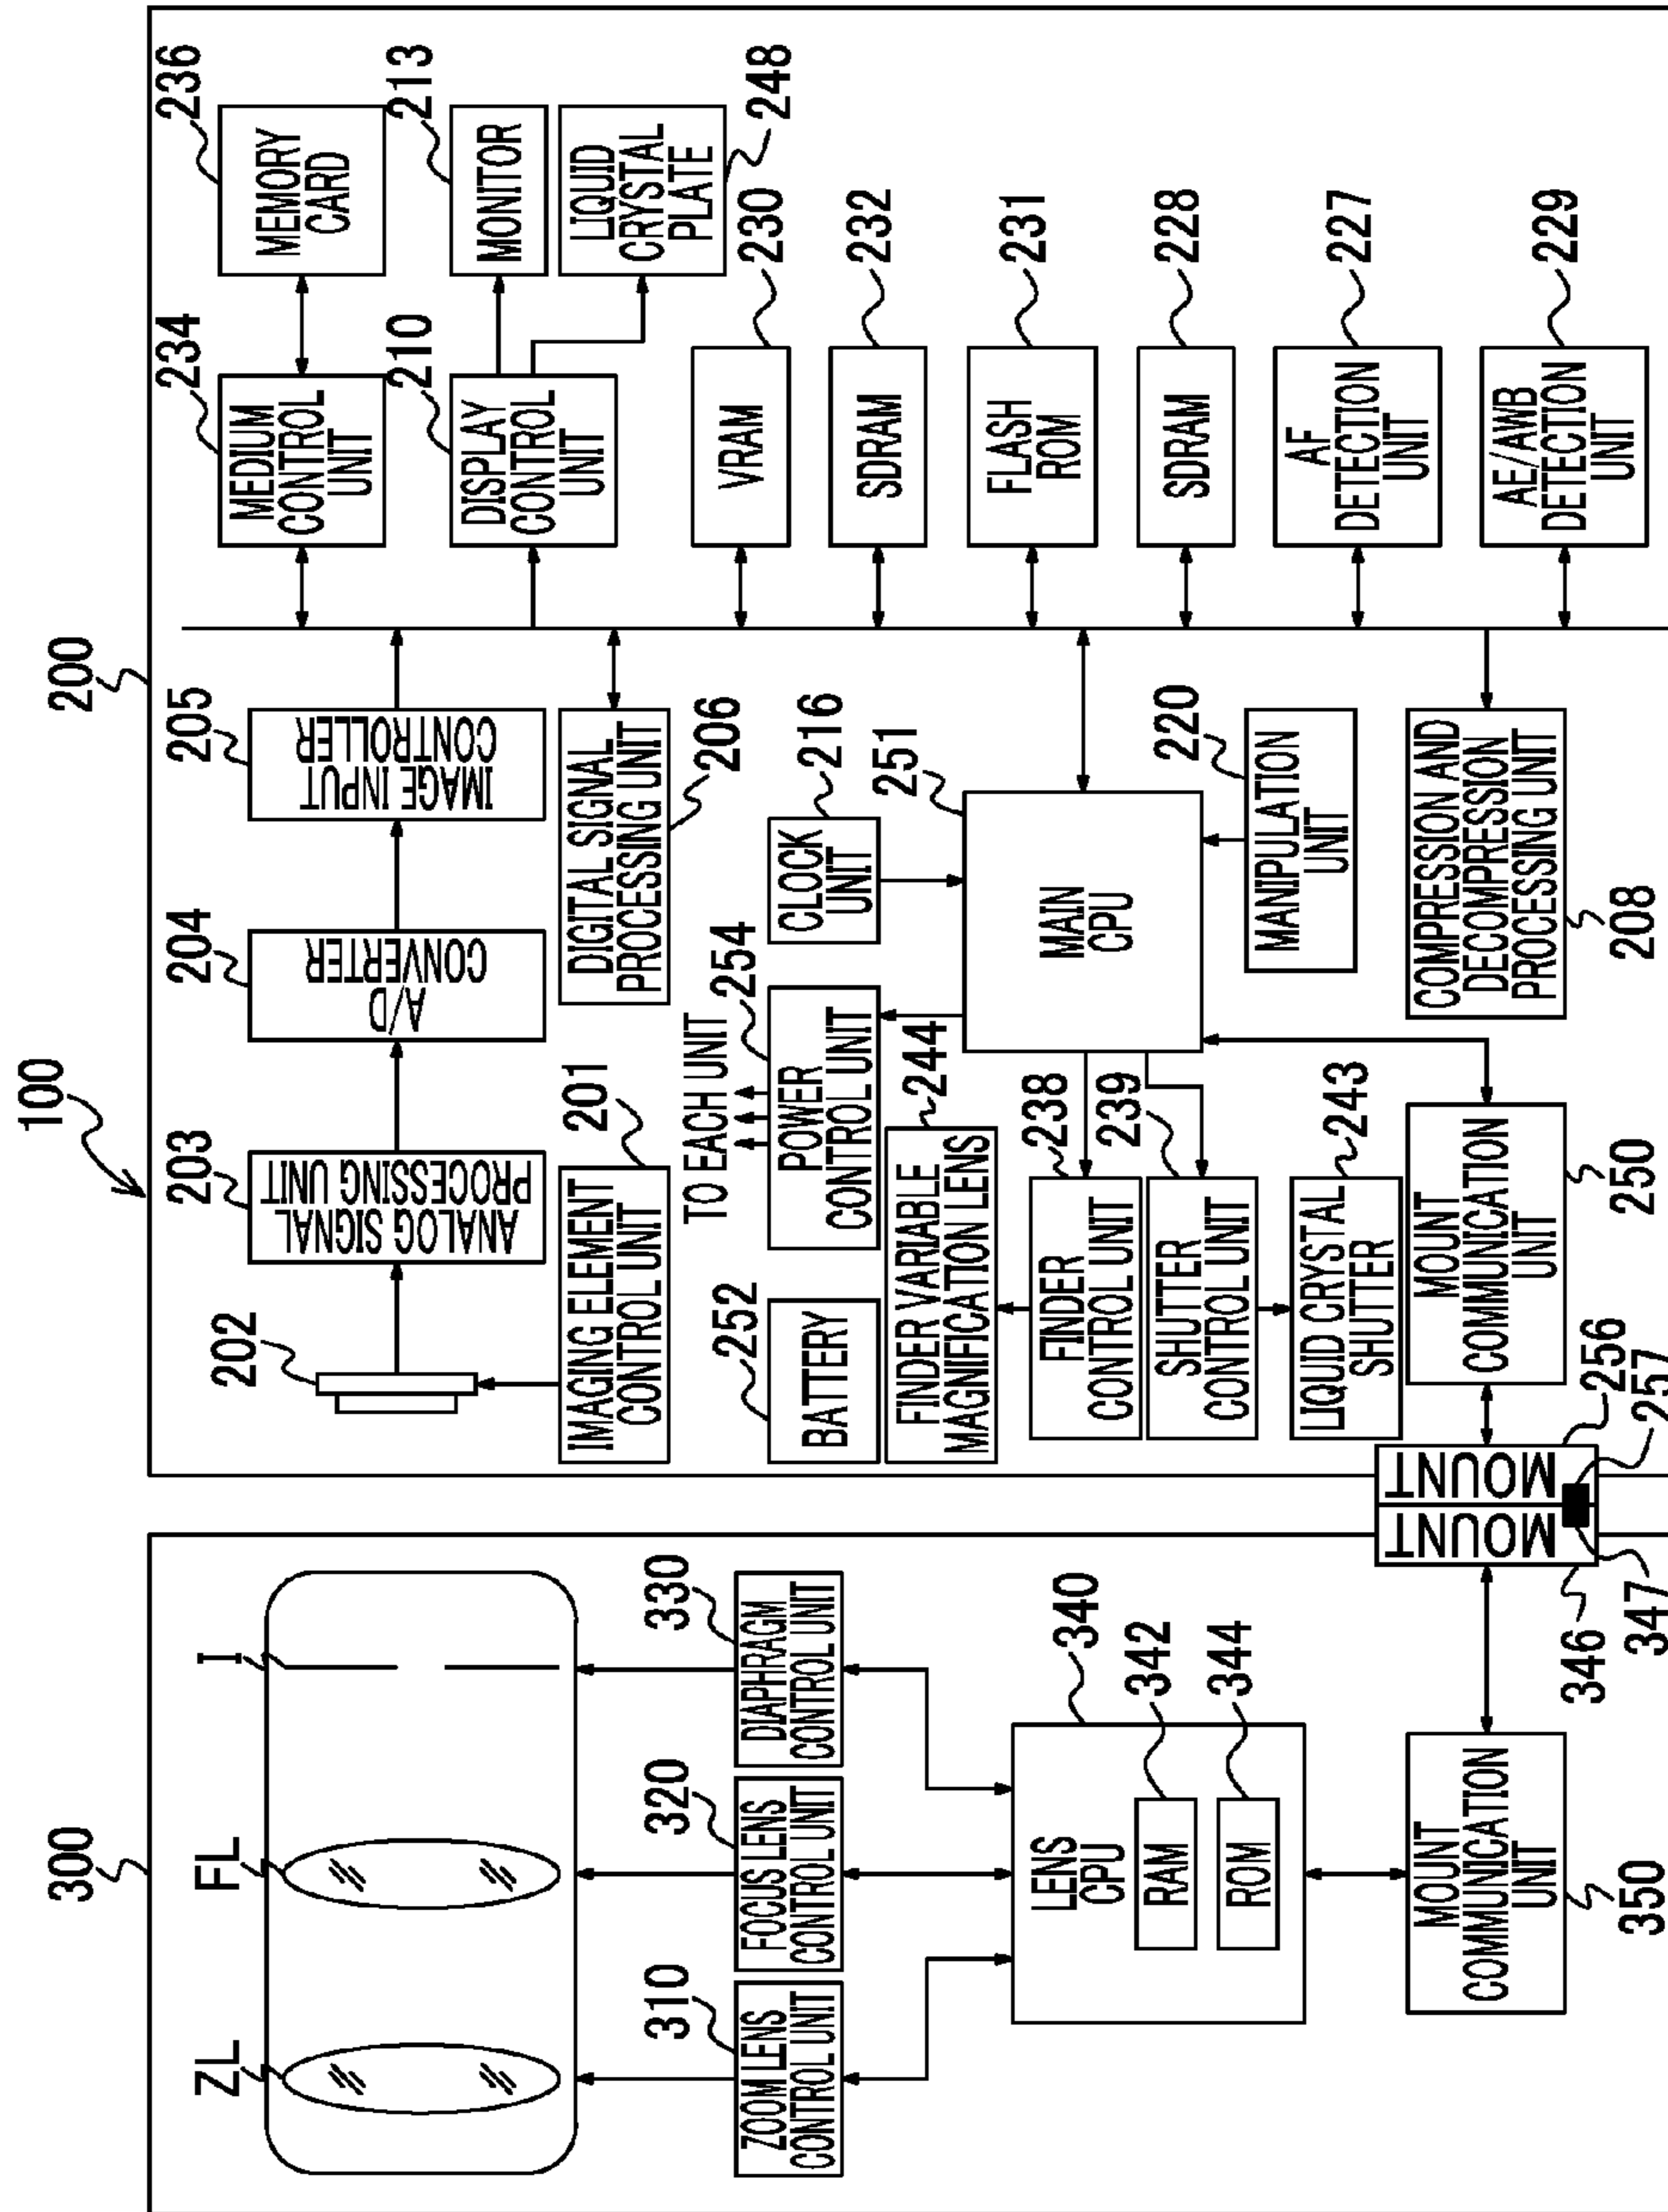 100
300
200
ZL
FL
I
310
ZOOM LENS
CONTROL UNIT
320
FOCUS LENS
CONTROL UNIT
330
DIAPHRAGM
CONTROL UNIT
340
LENS
CPU
342
RAM
344
ROM
MOUNT
COMMUNICATION
UNIT
350
MOUNT
346
347
MOUNT
256
257
202
203
ANALOG SIGNAL
PROCESSING UNIT
204
A/D
CONVERTER
205
IMAGE INPUT
CONTROLLER
201
IMAGING ELEMENT
CONTROL UNIT
DIGITAL SIGNAL
PROCESSING UNIT
206
252
BATTERY
TO EACH UNIT
254
POWER
CONTROL UNIT
CLOCK
UNIT
216
FINDER VARIABLE
MAGNIFICATION LENS
244
251
MAIN
CPU
FINDER
CONTROL UNIT
238
SHUTTER
CONTROL UNIT
239
LIQUID CRYSTAL
SHUTTER
243
220
MANIPULATION
UNIT
MOUNT
COMMUNICATION
UNIT
250
COMPRESSION AND
DECOMPRESSION
PROCESSING UNIT
208
234
MEDIUM
CONTROL
UNIT
236
MEMORY
CARD
210
DISPLAY
CONTROL
UNIT
213
MONITOR
LIQUID
CRYSTAL
PLATE
248
VRAM
230
SDRAM
232
FLASH
ROM
231
SDRAM
228
AF
DETECTION
UNIT
227
AE/AWB
DETECTION
UNIT
229